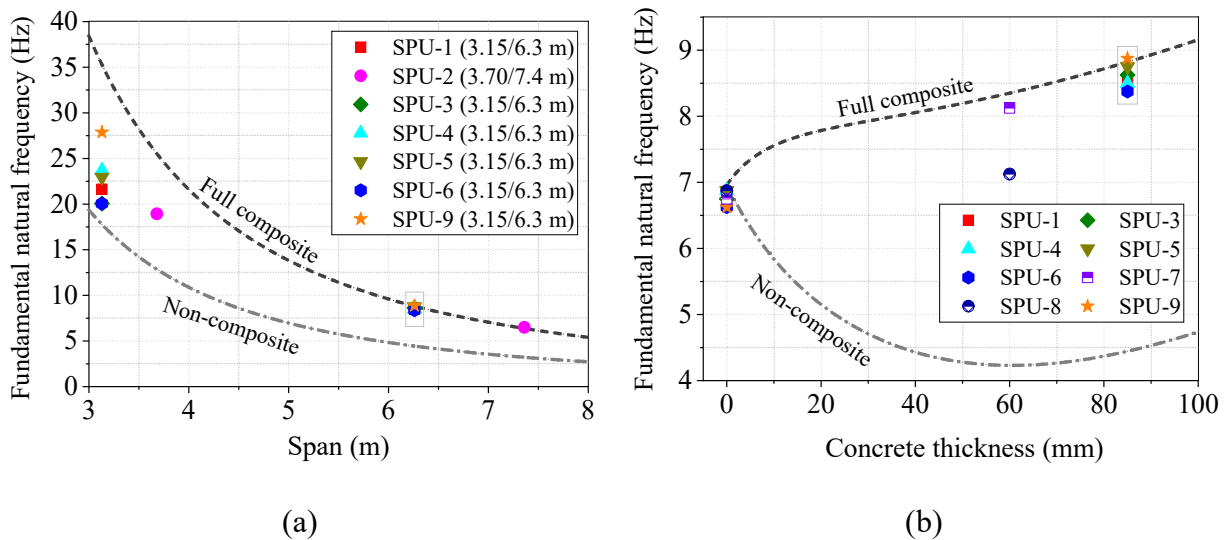 Fundamental natural frequency (Hz)
40
35
30
25
20
15
10
5
0
3
4
5
6
7
8
Span (m)
SPU-1 (3.15/6.3 m)
SPU-2 (3.70/7.4 m)
SPU-3 (3.15/6.3 m)
SPU-4 (3.15/6.3 m)
SPU-5 (3.15/6.3 m)
SPU-6 (3.15/6.3 m)
SPU-9 (3.15/6.3 m)
Full composite
Non-composite
(a)
Fundamental natural frequency (Hz)
9
8
7
6
5
4
0
20
40
60
80
100
Concrete thickness (mm)
Full composite
Non-composite
SPU-1 SPU-3
SPU-4 SPU-5
SPU-6 SPU-7
SPU-8 SPU-9
(b)